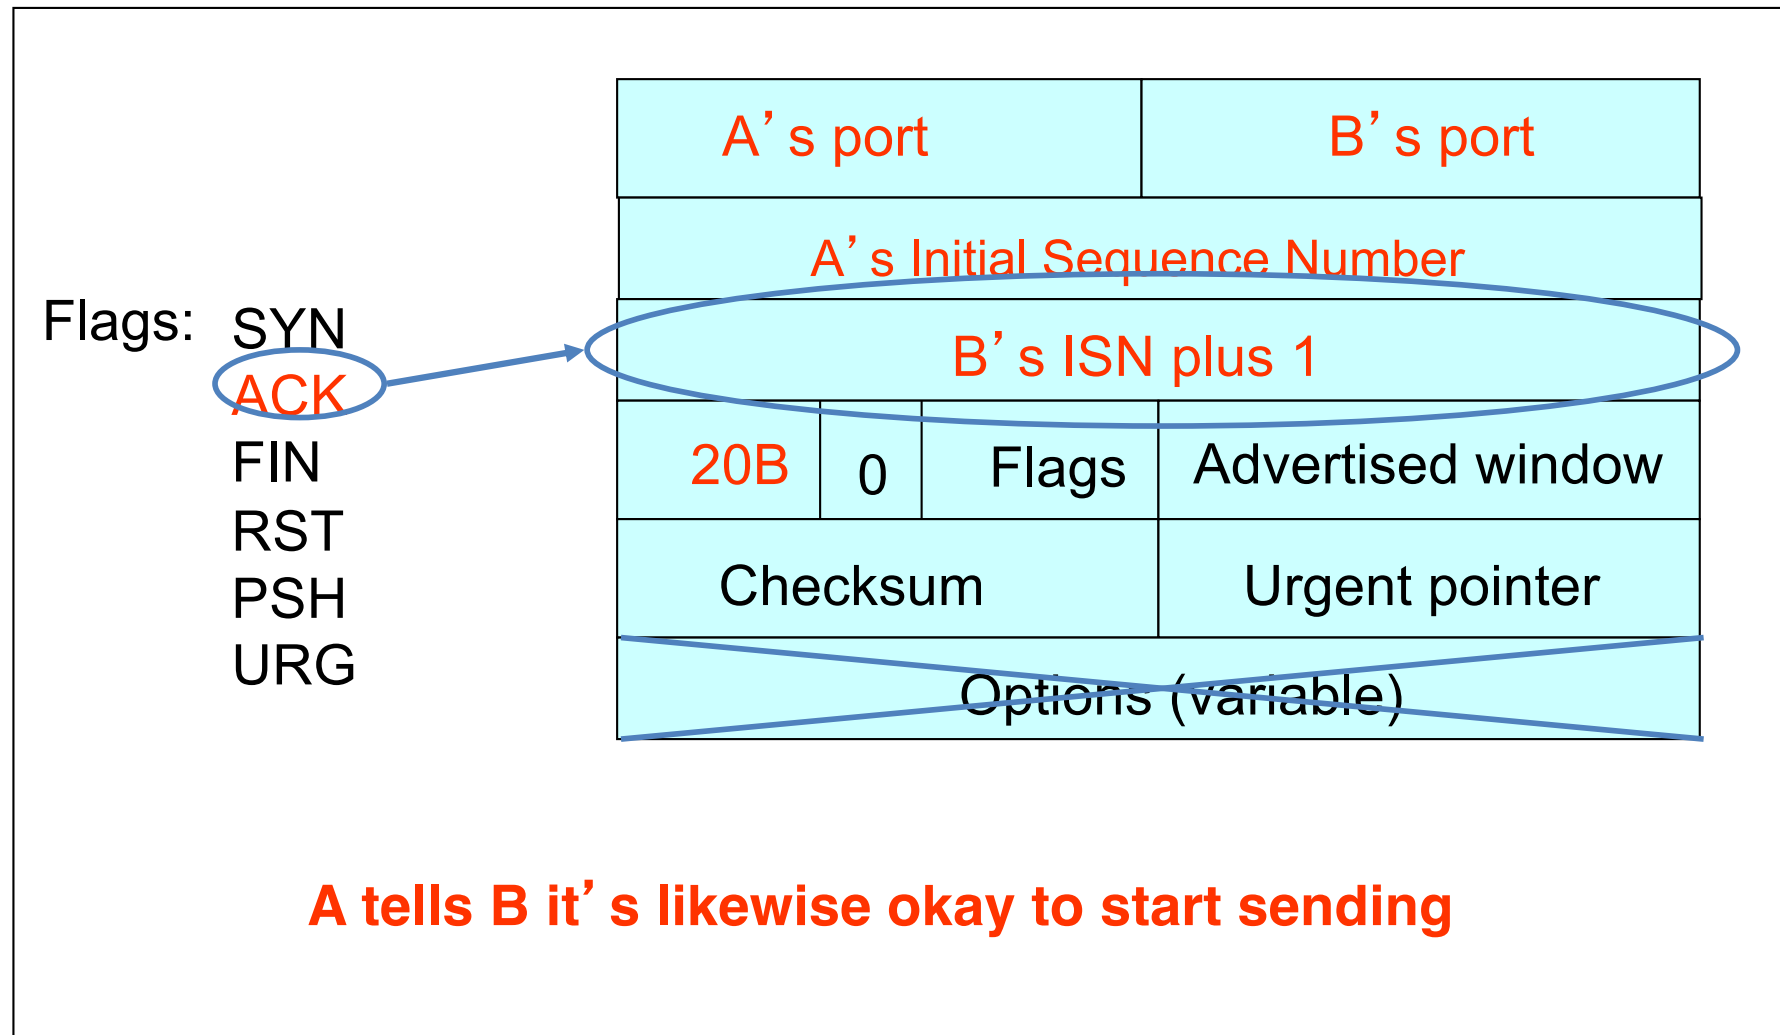 A's port
B's port
A's Initial Sequence Number
Flags:
SYN
ACK
FIN
RST
PSH
URG
B's ISN plus 1
20B
0
Flags
Advertised window
Checksum
Urgent pointer
Options (variable)
A tells B it's likewise okay to start sending